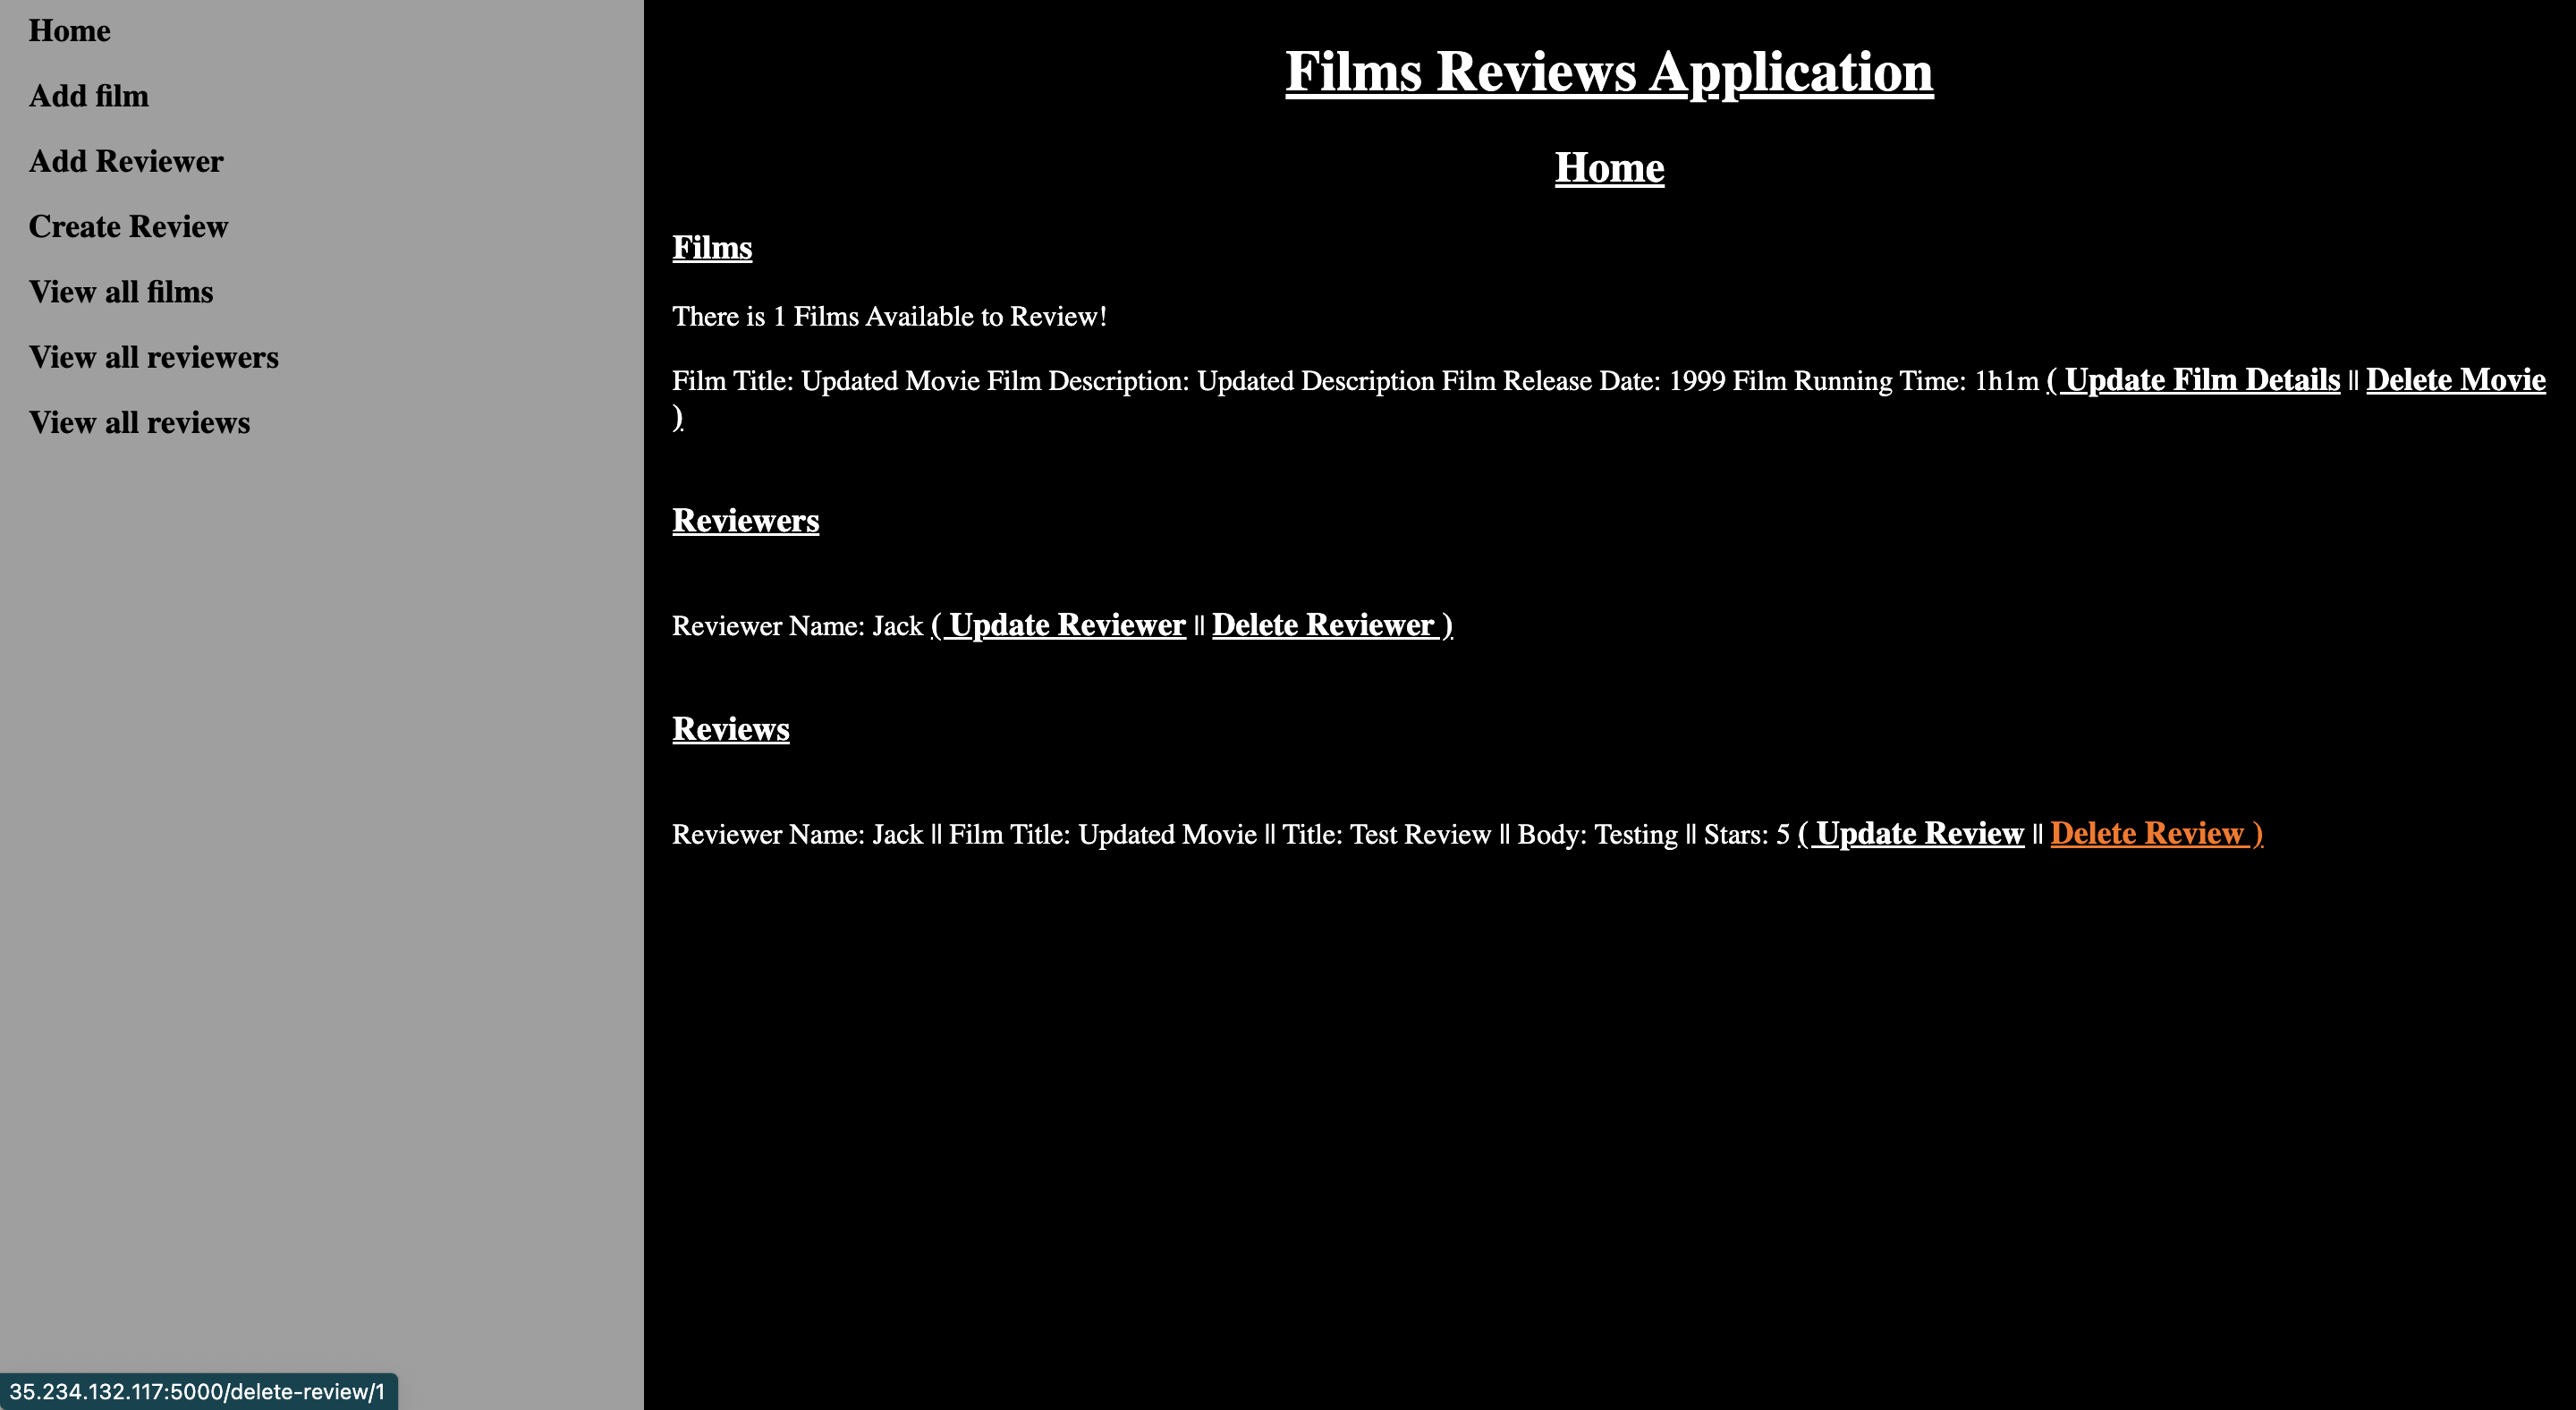 Home
Add film
Add Reviewer
Create Review
View all films
View all reviewers
View all reviews
Films Reviews Application
Home
Films
There is 1 Films Available to Review!
Film Title: Updated Movie Film Description: Updated Description Film Release Date: 1999 Film Running Time: 1h1m ( Update Film Details || Delete Movie
)
Reviewers
Reviewer Name: Jack ( Update Reviewer || Delete Reviewer )
Reviews
Reviewer Name: Jack || Film Title: Updated Movie || Title: Test Review || Body: Testing || Stars: 5 ( Update Review || Delete Review )
35.234.132.117:5000/delete-review/1